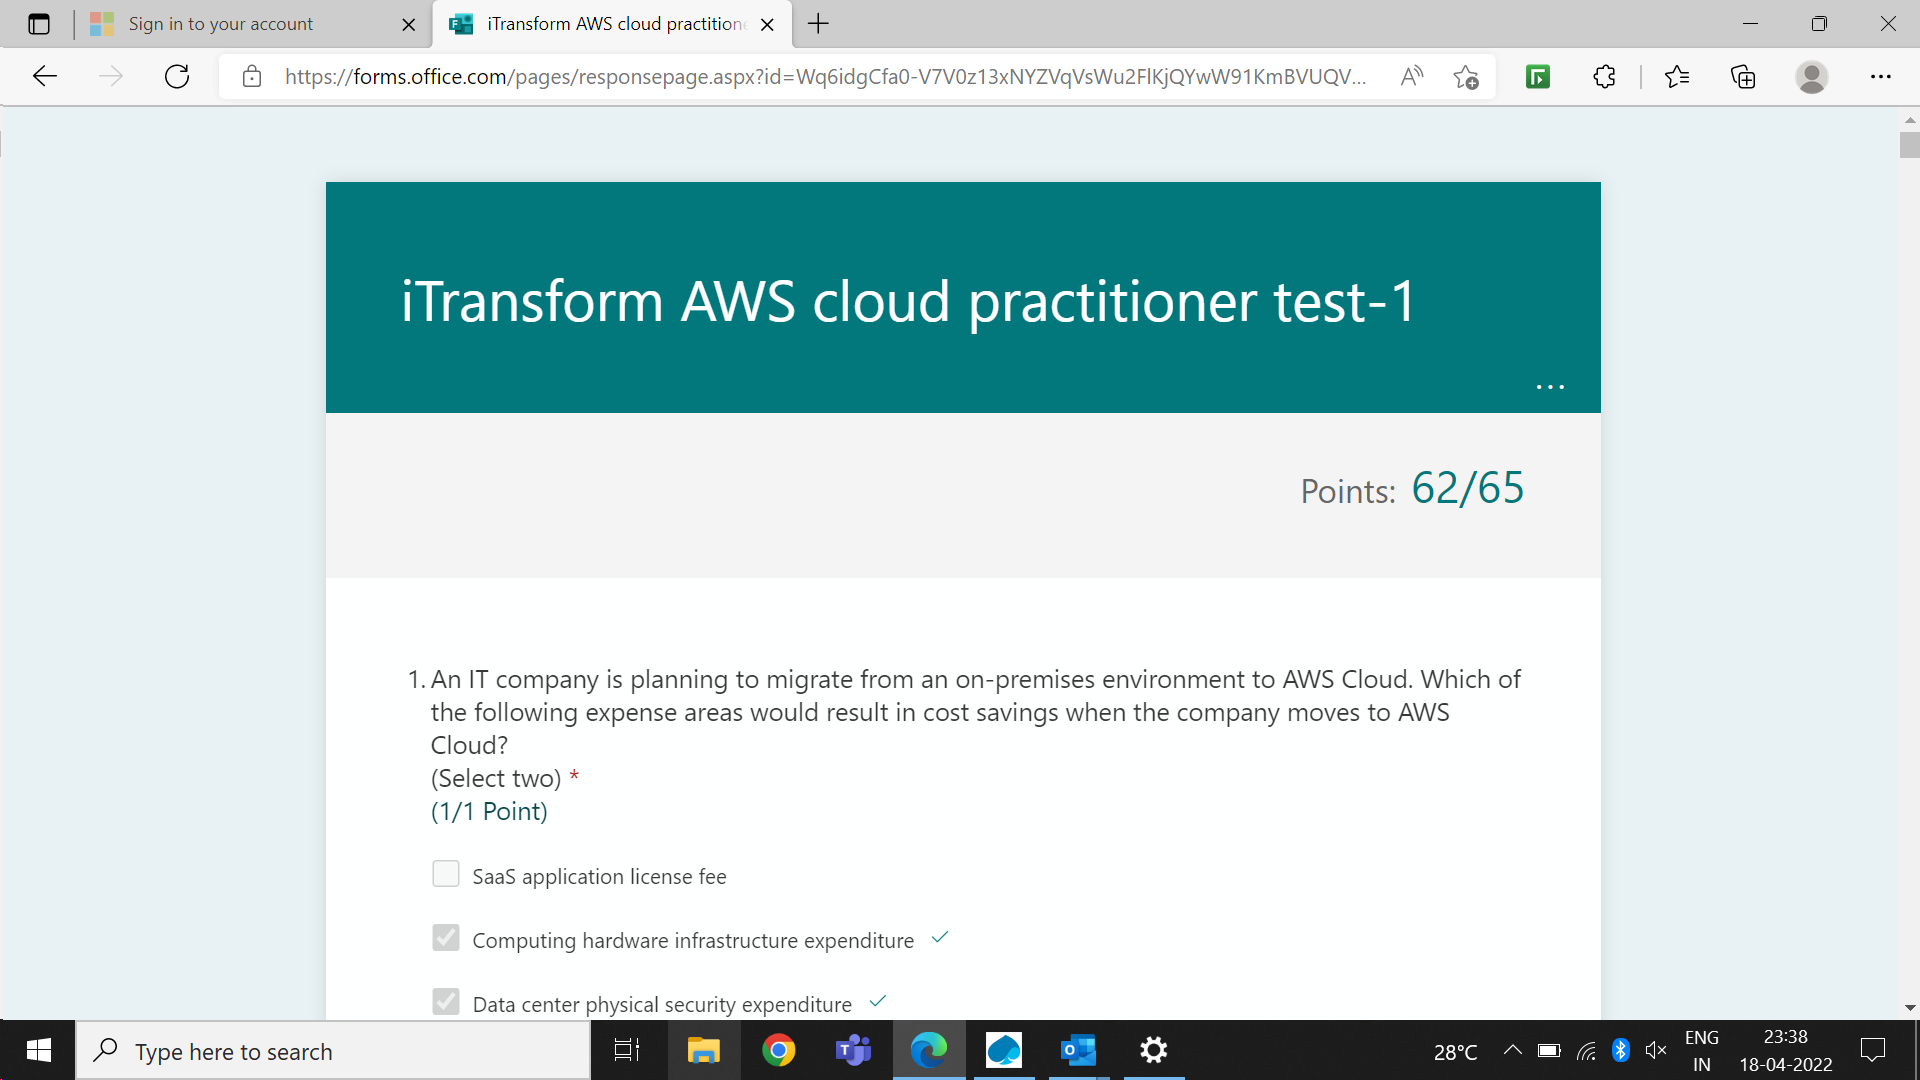 Sign in to your account
iTransform AWS cloud practitione
https://forms.office.com/pages/responsepage.aspx?id=Wq6idgCfa0-V7V0z13xNYZVqVsWu2FlKjQYwW91KmBVUQV...
iTransform AWS cloud practitioner test-1
...
Points: 62/65
1. An IT company is planning to migrate from an on-premises environment to AWS Cloud. Which of
the following expense areas would result in cost savings when the company moves to AWS
Cloud?
(Select two) *
(1/1 Point)
SaaS application license fee
Computing hardware infrastructure expenditure
Data center physical security expenditure
Type here to search
28°C
ENG
IN
23:38
18-04-2022